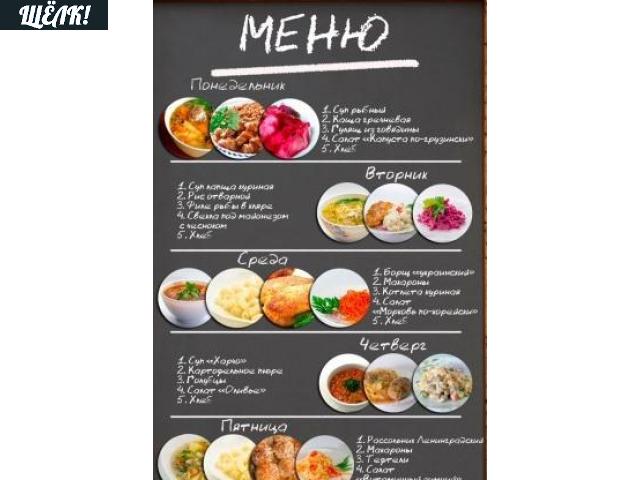 ЩЁЛК!
МЕНЮ
Понедельник
1. Суп рыбный
2. Каша гречневая
3. Гуляш из говядины
4. Салат «Капуста по-грузински»
5. Хлеб
Вторник
1. Суп лапша куриная
2. Рис отварной
3. Филе рыбы в кляре
4. Свекла под майонезом
с чесноком
5. Хлеб
Среда
1. Борщ «украинский»
2. Макароны
3. Котлета куриная
4. Салат
«Морковь по-корейски»
5. Хлеб
Четверг
1. Суп «Харчо»
2. Картофельное пюре
3. Голубцы
4. Салат «Оливье»
5. Хлеб
Пятница
1. Рассольник Ленинградский
2. Макароны
3. Тефтели
4. Салат